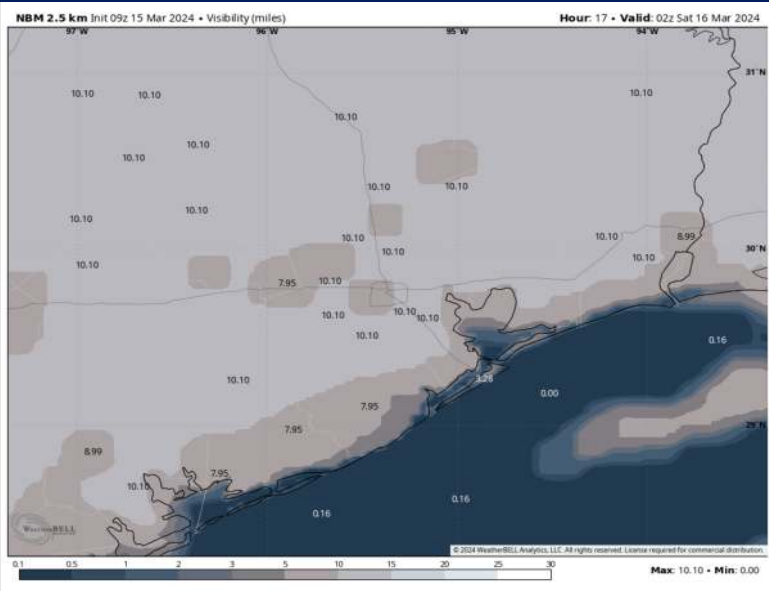 NBM 2.5 km Init 09z 15 Mar 2024 • Visibility (miles)
Hour: 17 • Valid: 02z Sat 16 Mar 2024
97°W 96°W 95°W 94°W
31°N
10.10 10.10 10.10
10.10
10.10
10.10
10.10 10.10
10.10
10.10
10.10 8.99
10.10
30°N
10.10
10.10
10.10
7.95 10.10
10.10 10.10 10.10
10.10
0.16
10.10 3.28
0.00
7.95
7.95
29°N
8.99
7.95
10.10
0.16
0.16
WeatherBELL
© 2024 WeatherBELL Analytics, LLC. All rights reserved. License required for commercial distribution.
0.1 0.5 1 2 3 5 10 15 20 25 30
Max: 10.10 • Min: 0.00